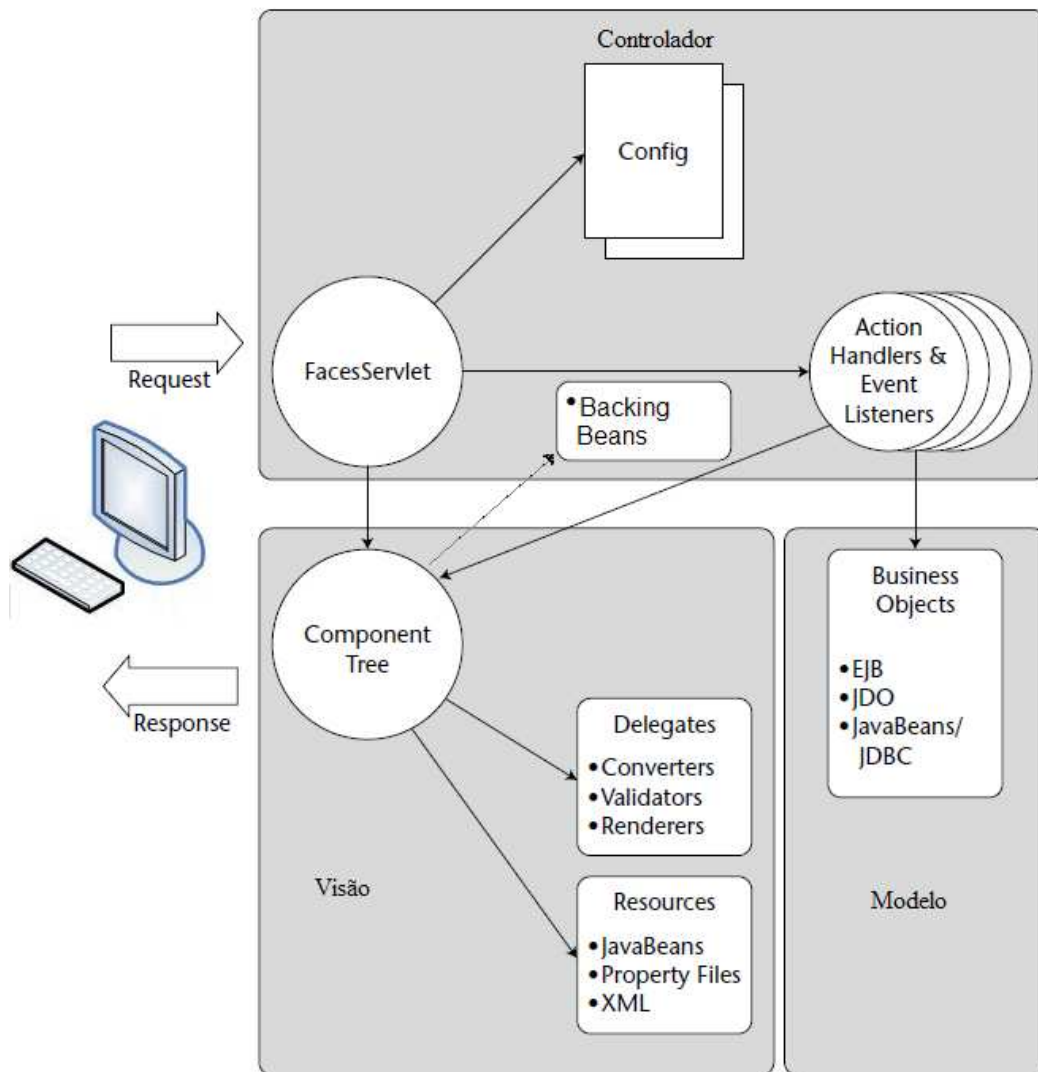 Controlador
Config
Request
FacesServlet
Action
Handlers &
Event
Listeners
• Backing
Beans
Component
Tree
Response
Business
Objects
• EJB
• JDO
• JavaBeans/
JDBC
Delegates
• Converters
• Validators
• Renderers
Visão
Resources
• JavaBeans
• Property Files
• XML
Modelo